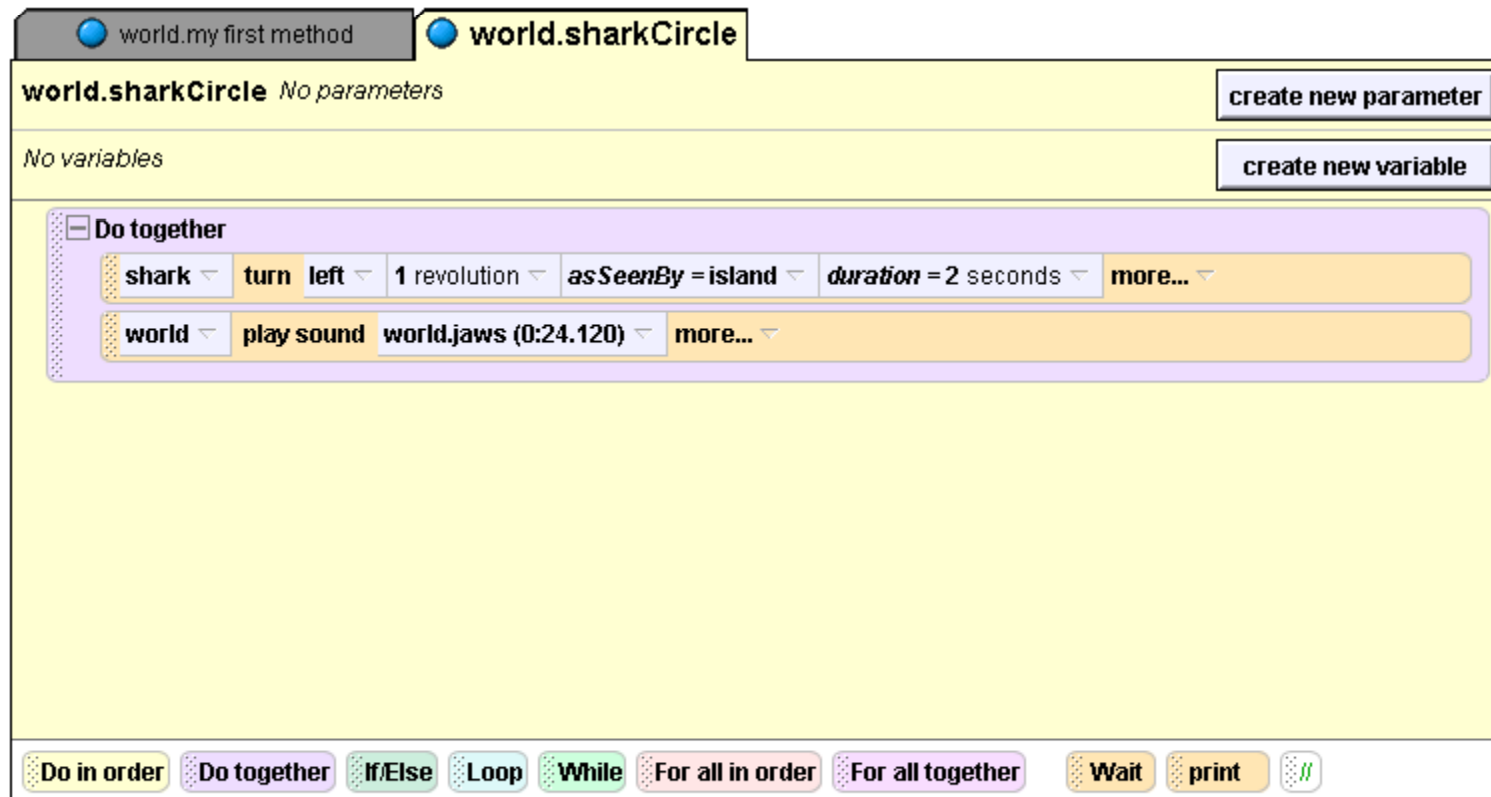 world.my first method world.sharkCircle
world.sharkCircle No parameters create new parameter
No variables create new variable
Do together
shark turn left 1 revolution asSeenBy = island duration = 2 seconds more...
world play sound world.jaws (0:24.120) more...
Do in order Do together If/Else Loop While For all in order For all together Wait print //